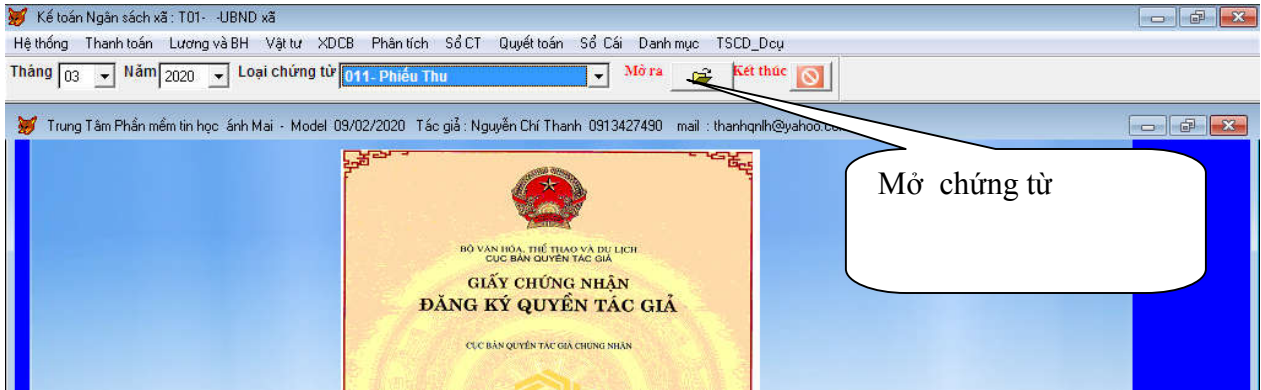 Kế toán Ngân sách xã : T01- -UBND xã
Hệ thống Thanh toán Lương và BH Vật tư XDCB Phân tích Sổ CT Quyết toán Sổ Cái Danh mục TSCD_Dcụ
Tháng 03 Năm 2020 Loại chứng từ 011- Phiếu Thu Mở ra Kết thúc
Trung Tâm Phần mềm tin học ánh Mai - Model 09/02/2020 Tác giả : Nguyễn Chí Thanh 0913427490 mail : thanhqnlh@yahoo.co
Mở chứng từ
BỘ VĂN HÓA, THỂ THAO VÀ DU LỊCH
CỤC BẢN QUYỀN TÁC GIẢ
GIẤY CHỨNG NHẬN
ĐĂNG KÝ QUYỀN TÁC GIẢ
CỤC BẢN QUYỀN TÁC GIẢ CHỨNG NHẬN